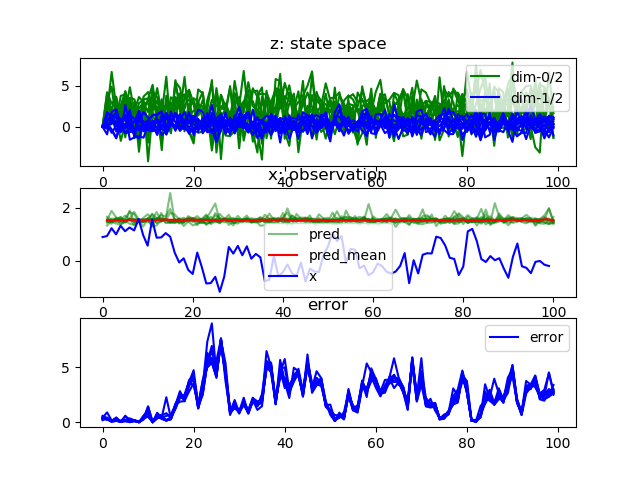 z: state space
5
0
dim-0/2
dim-1/2
0 20 40 60 80 100
x: observation
2
0
pred
pred_mean
x
0 20 40 60 80 100
error
5
0
error
0 20 40 60 80 100